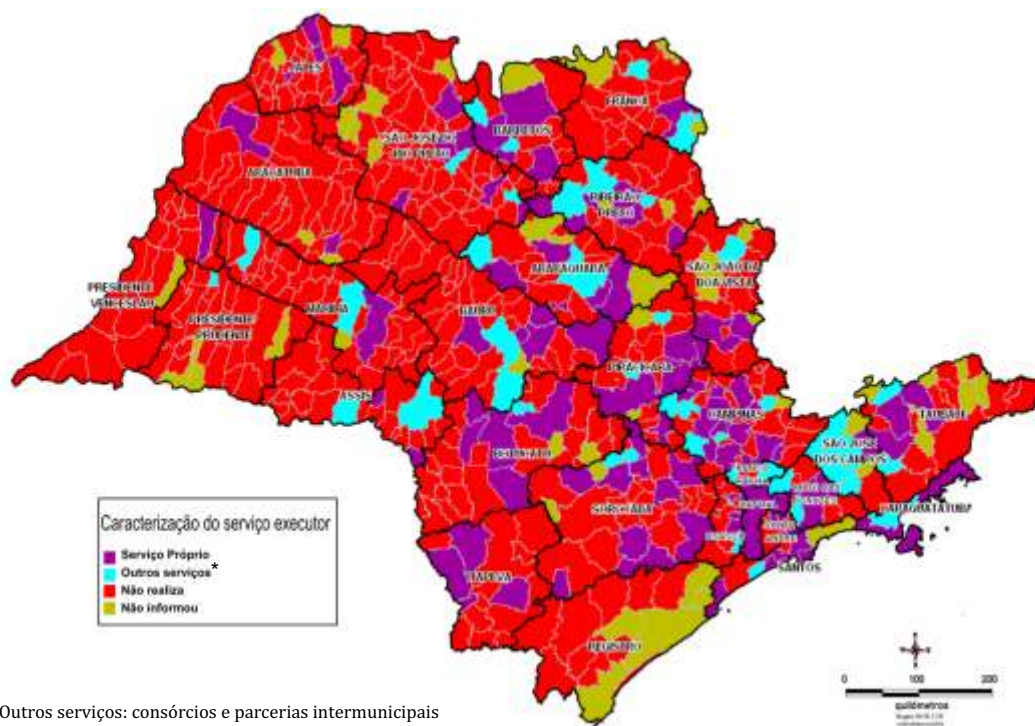 JALES
FRANCA
BARRETOS
SÃO JOSÉ DO
RIO PRETO
ARAÇATUBA
RIBEIRÃO
PRETO
ARARAQUARA
SÃO JOÃO DA
BOA VISTA
PRESIDENTE
VENCESLAU
MARÍLIA
BAURU
PRESIDENTE
PRUDENTE
PIRACICABA
ASSIS
CAMPINAS
TAUBATÉ
BOTUCATU
SÃO JOSÉ
DOS CAMPOS
SOROCABA
CARAGUATATUBA
SANTO
ANDRÉ
SANTOS
ITAPEVA
REGISTRO
Caracterização do serviço executor
Serviço Próprio
Outros serviços*
Não realiza
Não informou
0 100 200
quilômetros
Outros serviços: consórcios e parcerias intermunicipais